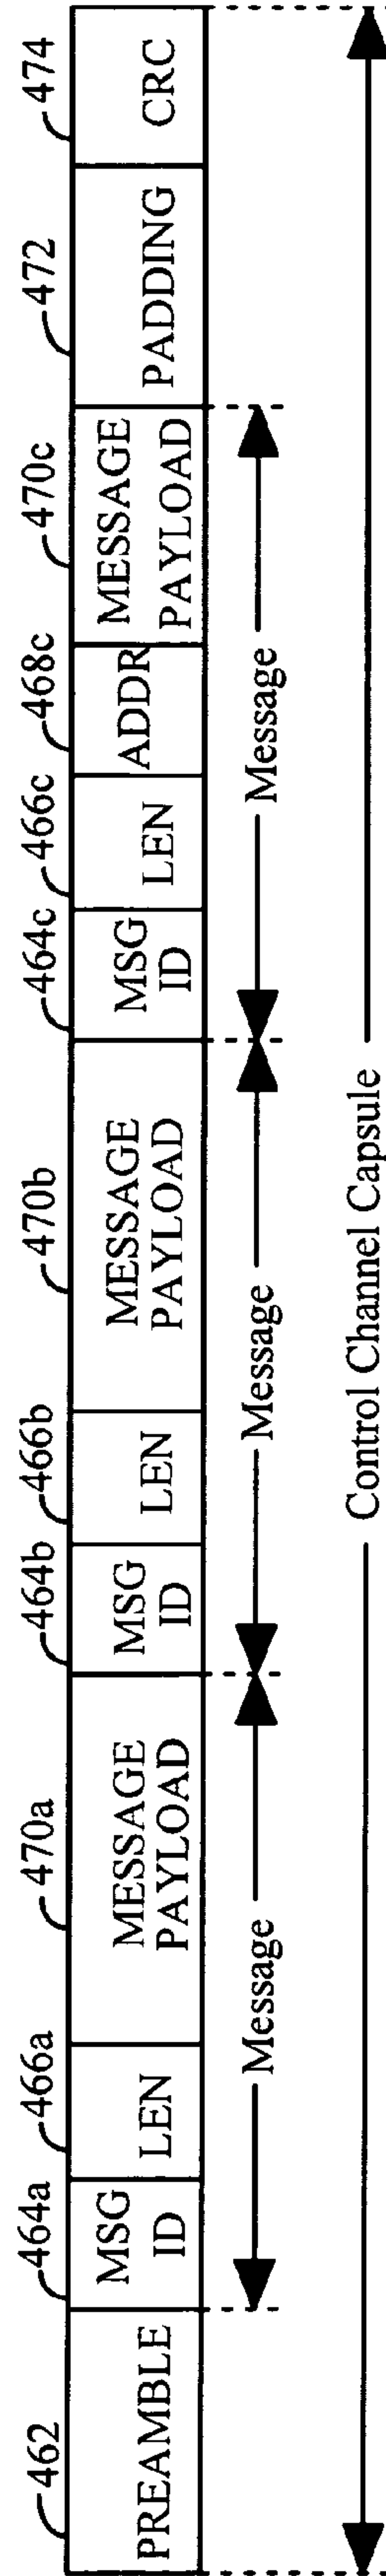 462 464a 466a 470a 464b 466b 470b 464c 466c 468c 470c 472 474
PREAMBLE
MSG
ID
LEN
MESSAGE
PAYLOAD
MSG
ID
LEN
MESSAGE
PAYLOAD
MSG
ID
LEN
ADDR
MESSAGE
PAYLOAD
PADDING
CRC
Message Message Message
Control Channel Capsule